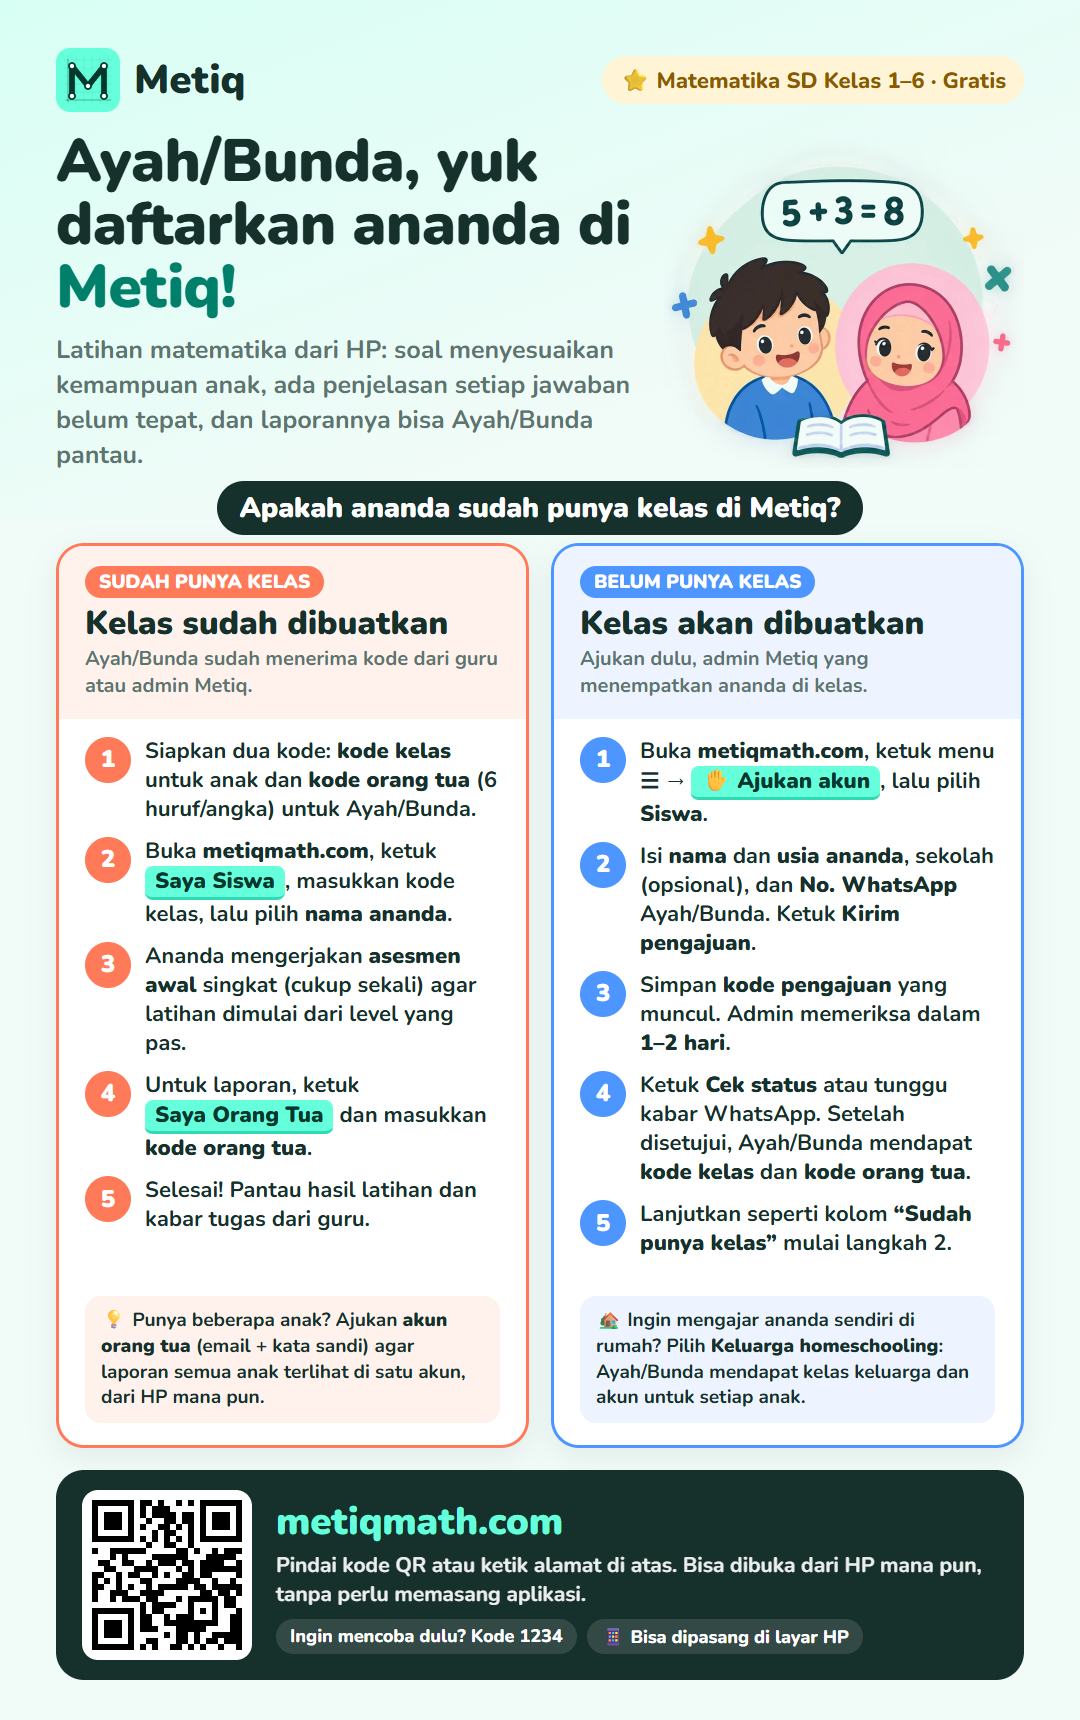 Metiq
⭐ Matematika SD Kelas 1–6 · Gratis
Ayah/Bunda, yuk
daftarkan ananda di
Metiq!
5 + 3 = 8
Latihan matematika dari HP: soal menyesuaikan
kemampuan anak, ada penjelasan setiap jawaban
belum tepat, dan laporannya bisa Ayah/Bunda
pantau.
Apakah ananda sudah punya kelas di Metiq?
SUDAH PUNYA KELAS
Kelas sudah dibuatkan
Ayah/Bunda sudah menerima kode dari guru
atau admin Metiq.
1 Siapkan dua kode: kode kelas
untuk anak dan kode orang tua (6
huruf/angka) untuk Ayah/Bunda.
2 Buka metiqmath.com, ketuk
Saya Siswa, masukkan kode
kelas, lalu pilih nama ananda.
3 Ananda mengerjakan asesmen
awal singkat (cukup sekali) agar
latihan dimulai dari level yang
pas.
4 Untuk laporan, ketuk
Saya Orang Tua dan masukkan
kode orang tua.
5 Selesai! Pantau hasil latihan dan
kabar tugas dari guru.
💡 Punya beberapa anak? Ajukan akun
orang tua (email + kata sandi) agar
laporan semua anak terlihat di satu akun,
dari HP mana pun.
BELUM PUNYA KELAS
Kelas akan dibuatkan
Ajukan dulu, admin Metiq yang
menempatkan ananda di kelas.
1 Buka metiqmath.com, ketuk menu
☰ → ✋ Ajukan akun, lalu pilih
Siswa.
2 Isi nama dan usia ananda, sekolah
(opsional), dan No. WhatsApp
Ayah/Bunda. Ketuk Kirim
pengajuan.
3 Simpan kode pengajuan yang
muncul. Admin memeriksa dalam
1–2 hari.
4 Ketuk Cek status atau tunggu
kabar WhatsApp. Setelah
disetujui, Ayah/Bunda mendapat
kode kelas dan kode orang tua.
5 Lanjutkan seperti kolom “Sudah
punya kelas” mulai langkah 2.
🏠 Ingin mengajar ananda sendiri di
rumah? Pilih Keluarga homeschooling:
Ayah/Bunda mendapat kelas keluarga dan
akun untuk setiap anak.
metiqmath.com
Pindai kode QR atau ketik alamat di atas. Bisa dibuka dari HP mana pun,
tanpa perlu memasang aplikasi.
Ingin mencoba dulu? Kode 1234
📱 Bisa dipasang di layar HP